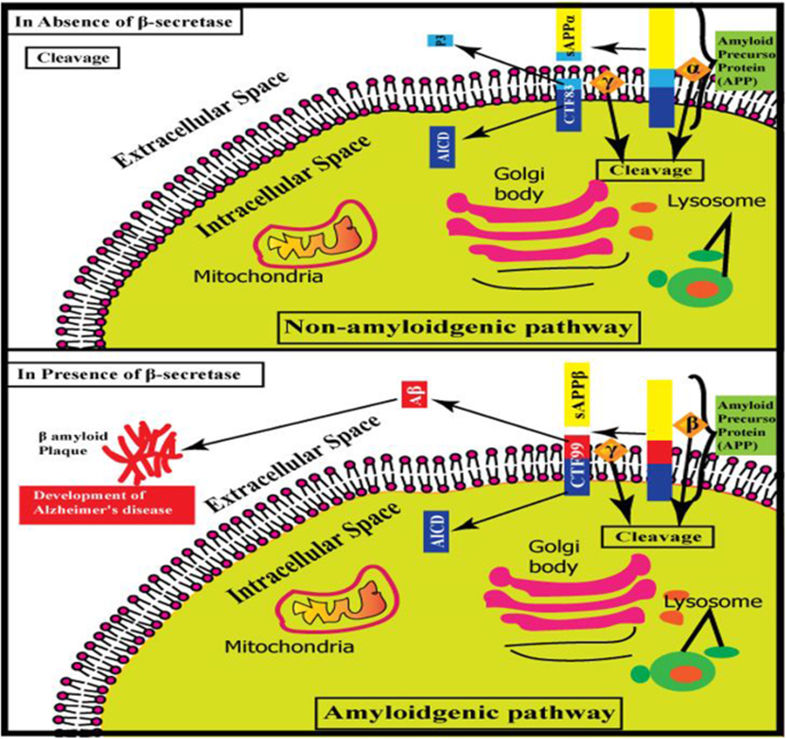 In Absence of β-secretase
Cleavage
P3
sAPPα
Amyloid
Precurso
Protein
(APP)
γ
α
CTF83
AICD
Extracellular Space
Intracellular Space
Cleavage
Golgi
body
Lysosome
Mitochondria
Non-amyloidgenic pathway
In Presence of β-secretase
Aβ
sAPPβ
Amyloid
Precurso
Protein
(APP)
β
γ
β amyloid
Plaque
CTF99
Development of
Alzheimer's disease
Extracellular Space
Intracellular Space
AICD
Cleavage
Golgi
body
Lysosome
Mitochondria
Amyloidgenic pathway